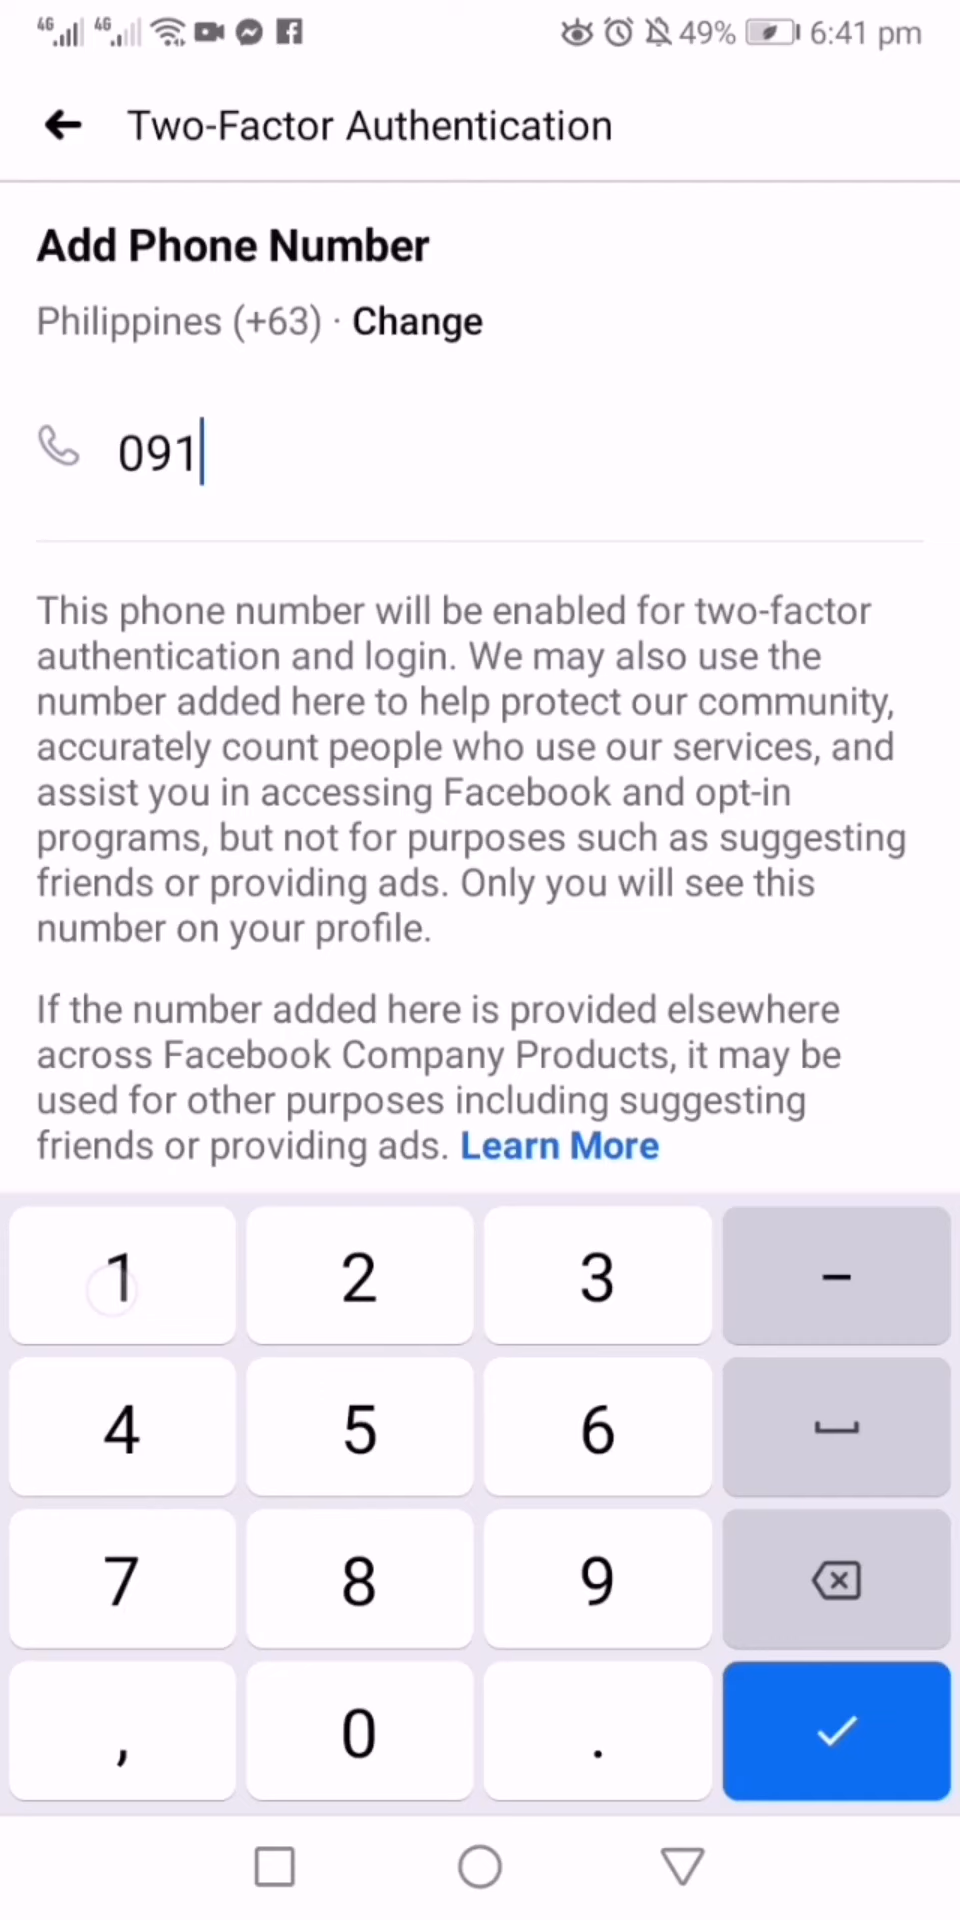 4G 4G 49% 6:41 pm
Two-Factor Authentication
Add Phone Number
Philippines (+63) · Change
091
This phone number will be enabled for two-factor
authentication and login. We may also use the
number added here to help protect our community,
accurately count people who use our services, and
assist you in accessing Facebook and opt-in
programs, but not for purposes such as suggesting
friends or providing ads. Only you will see this
number on your profile.
If the number added here is provided elsewhere
across Facebook Company Products, it may be
used for other purposes including suggesting
friends or providing ads. Learn More
1 2 3 –
4 5 6
7 8 9
, 0 .